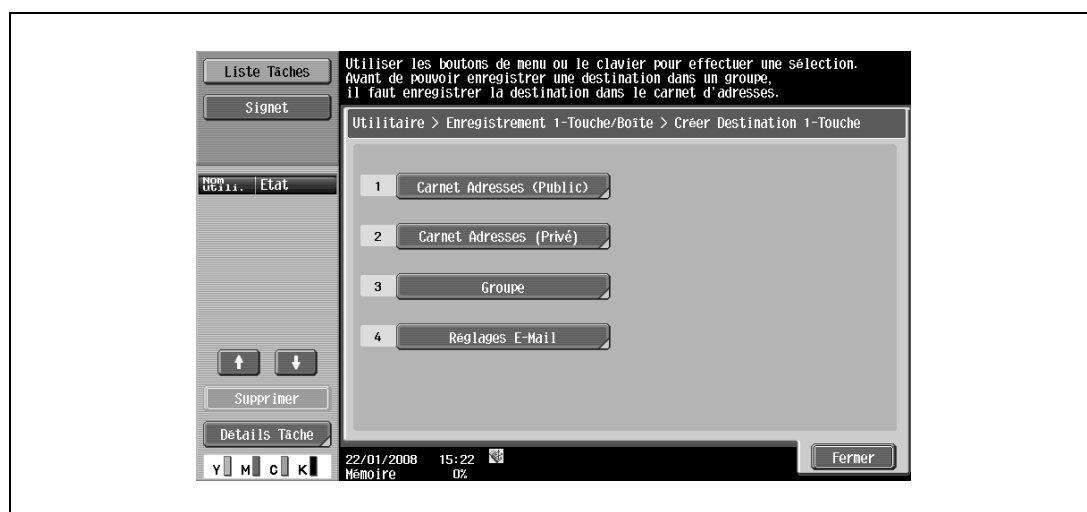 Liste Tâches
Signet
Nom Utili.
Etat
Supprimer
Détails Tâche
Y M C K
Utiliser les boutons de menu ou le clavier pour effectuer une sélection.
Avant de pouvoir enregistrer une destination dans un groupe,
il faut enregistrer la destination dans le carnet d'adresses.
Utilitaire > Enregistrement 1-Touche/Boîte > Créer Destination 1-Touche
1 Carnet Adresses (Public)
2 Carnet Adresses (Privé)
3 Groupe
4 Réglages E-Mail
22/01/2008 15:22
Mémoire 0%
Fermer